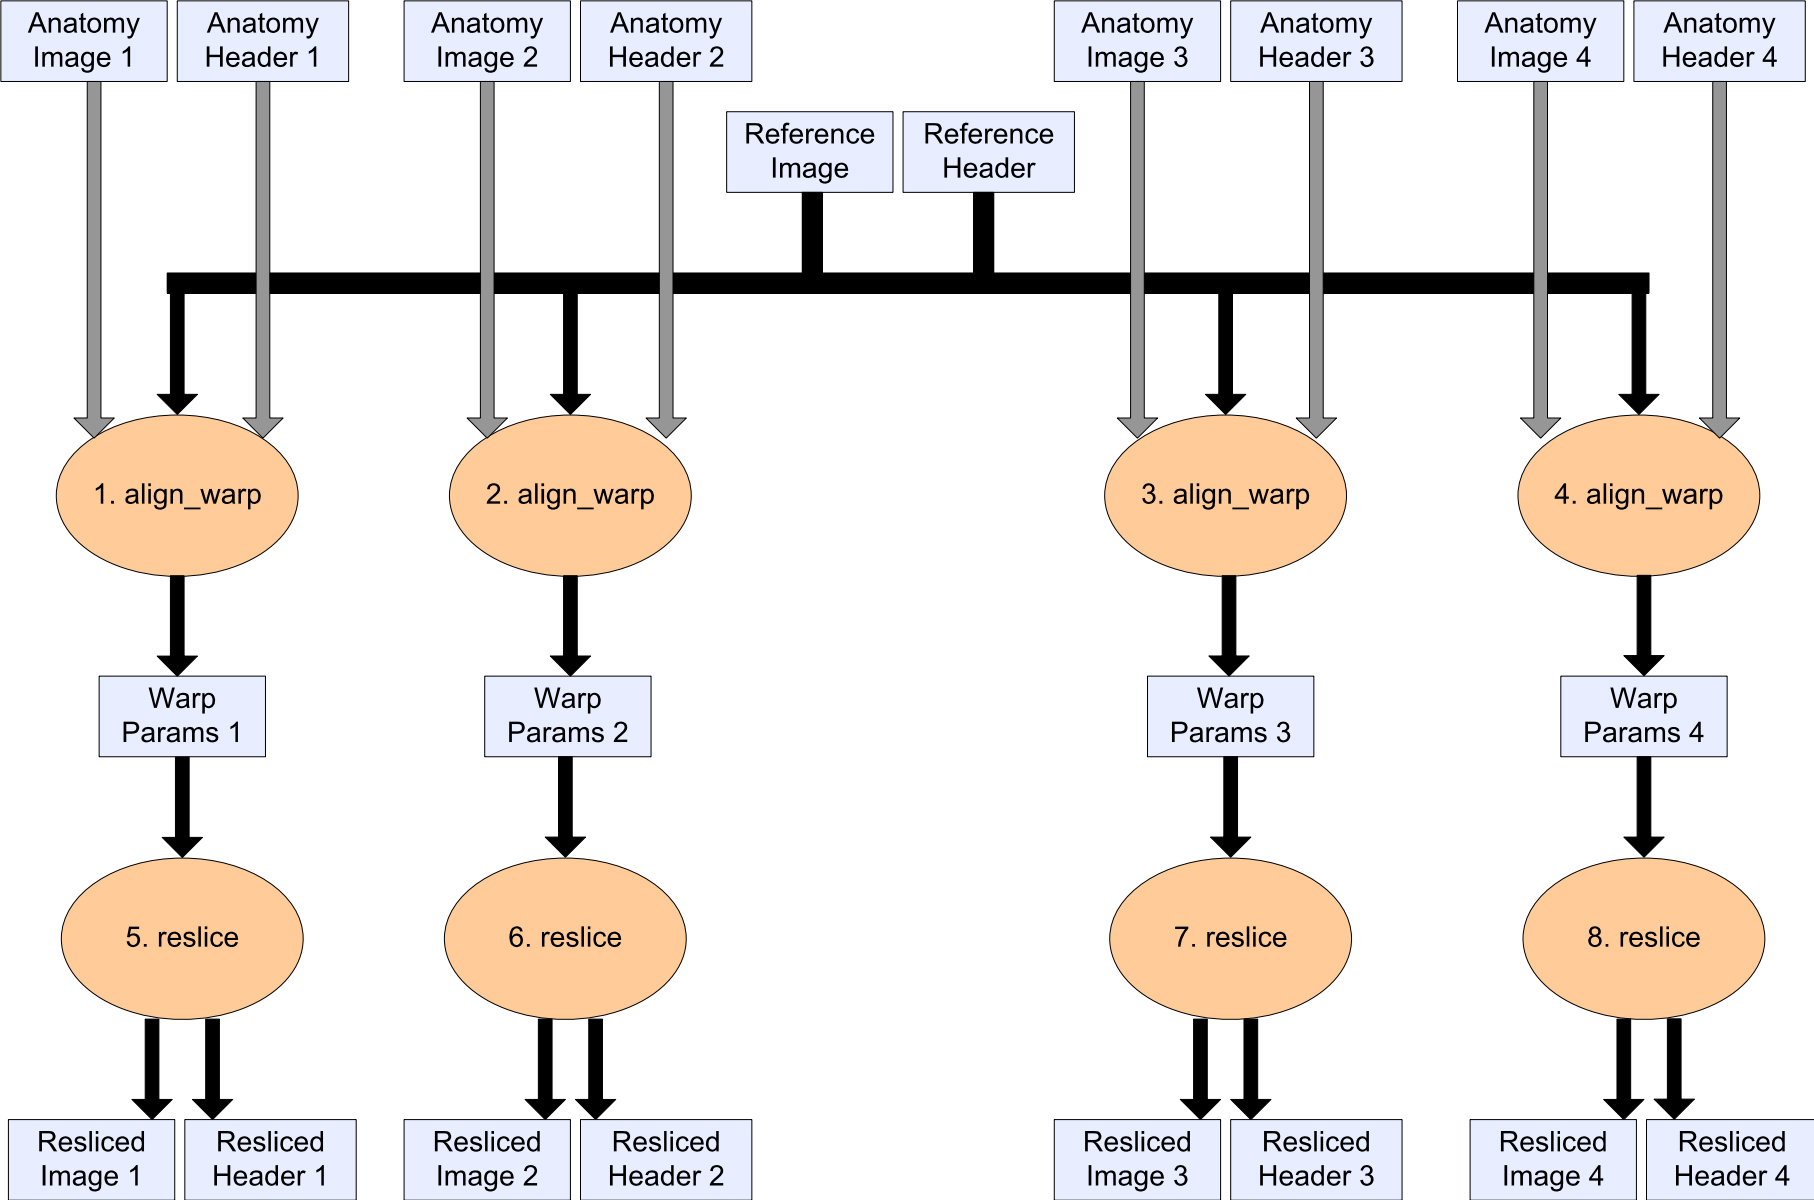 Anatomy
Image 1
Anatomy
Header 1
Anatomy
Image 2
Anatomy
Header 2
Anatomy
Image 3
Anatomy
Header 3
Anatomy
Image 4
Anatomy
Header 4
Reference
Image
Reference
Header
1. align_warp
2. align_warp
3. align_warp
4. align_warp
Warp
Params 1
Warp
Params 2
Warp
Params 3
Warp
Params 4
5. reslice
6. reslice
7. reslice
8. reslice
Resliced
Image 1
Resliced
Header 1
Resliced
Image 2
Resliced
Header 2
Resliced
Image 3
Resliced
Header 3
Resliced
Image 4
Resliced
Header 4